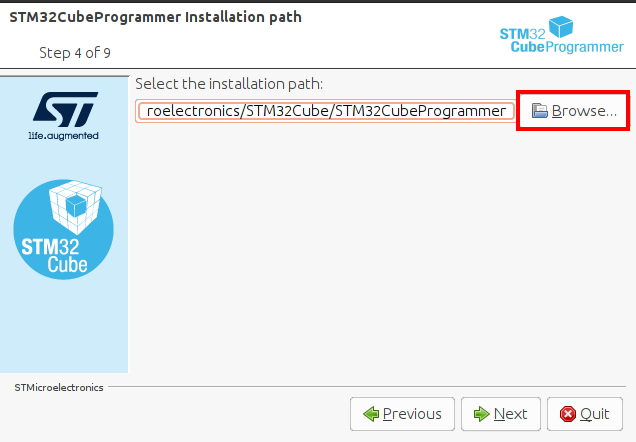 STM32CubeProgrammer Installation path
Step 4 of 9
STM32
CubeProgrammer
Select the installation path:
roelectronics/STM32Cube/STM32CubeProgrammer
Browse...
ST
life.augmented
STM32
Cube
STMicroelectronics
Previous
Next
Quit